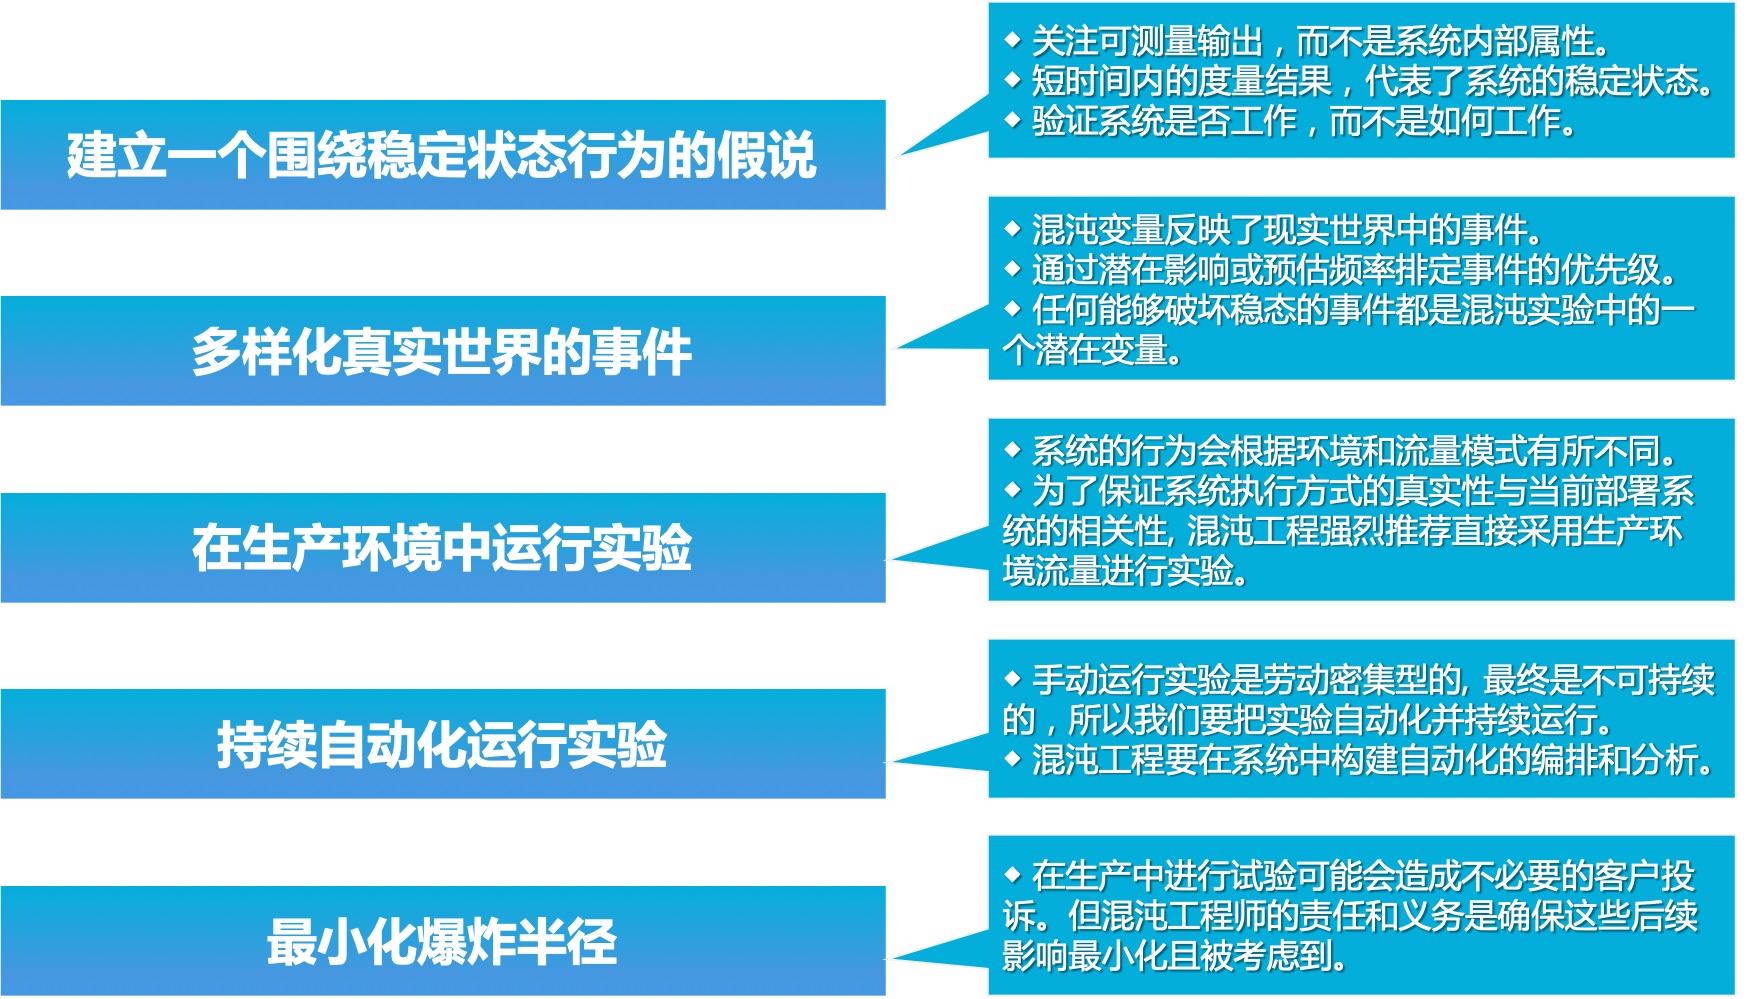 建立一个围绕稳定状态行为的假说
◆ 关注可测量输出，而不是系统内部属性。
◆ 短时间内的度量结果，代表了系统的稳定状态。
◆ 验证系统是否工作，而不是如何工作。
多样化真实世界的事件
◆ 混沌变量反映了现实世界中的事件。
◆ 通过潜在影响或预估频率排定事件的优先级。
◆ 任何能够破坏稳态的事件都是混沌实验中的一
个潜在变量。
在生产环境中运行实验
◆ 系统的行为会根据环境和流量模式有所不同。
◆ 为了保证系统执行方式的真实性与当前部署系
统的相关性, 混沌工程强烈推荐直接采用生产环
境流量进行实验。
持续自动化运行实验
◆ 手动运行实验是劳动密集型的, 最终是不可持续
的，所以我们要把实验自动化并持续运行。
◆ 混沌工程要在系统中构建自动化的编排和分析。
最小化爆炸半径
◆ 在生产中进行试验可能会造成不必要的客户投
诉。但混沌工程师的责任和义务是确保这些后续
影响最小化且被考虑到。